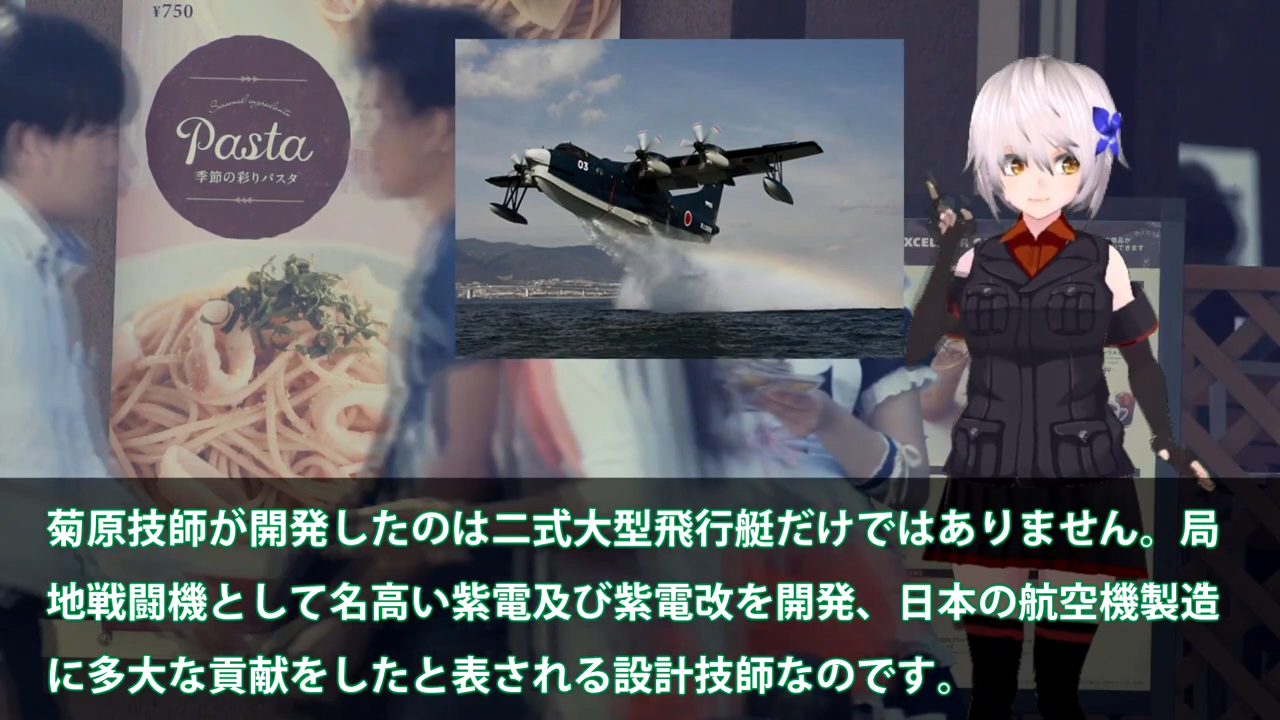 ¥750
Seasonal ingredients
Pasta
季節の彩りパスタ
03
菊原技師が開発したのは二式大型飛行艇だけではありません。局
地戦闘機として名高い紫電及び紫電改を開発、日本の航空機製造
に多大な貢献をしたと表される設計技師なのです。